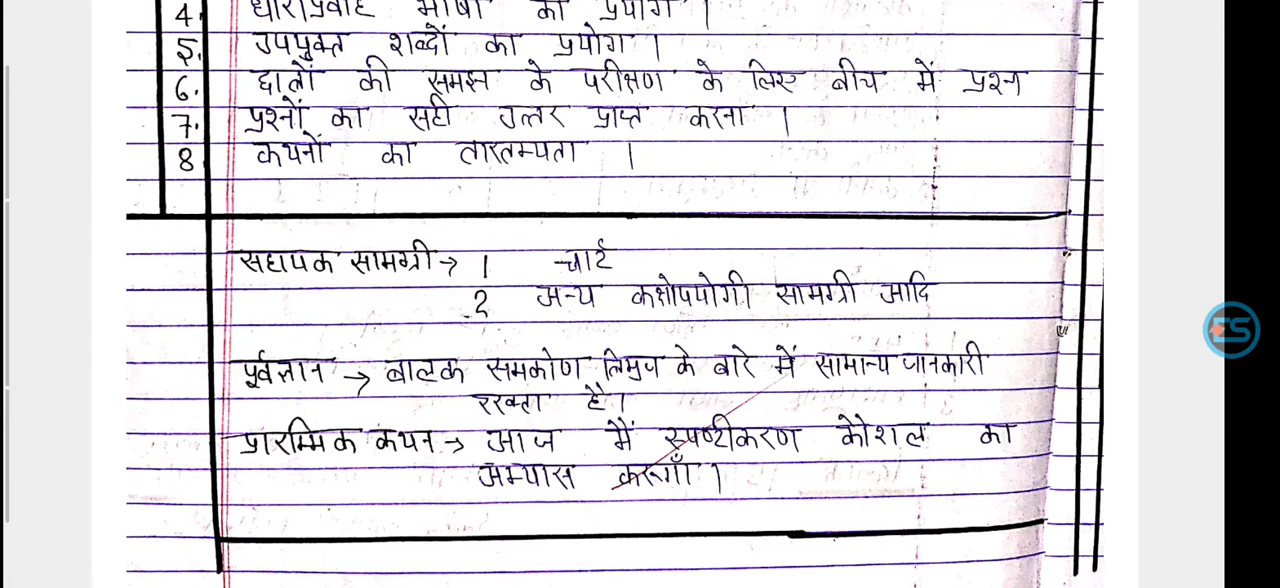 4. धाराप्रवाह भाषा का प्रयोग ।
5. उपयुक्त शब्दों का प्रयोग ।
6. छात्रों की समझ के परीक्षण के लिए बीच में प्रश्न
7. प्रश्नों का सही उत्तर प्राप्त करना ।
8 कथनों का तारतम्यता ।
सहायक सामग्री → 1 चार्ट
2 अन्य कक्षोपयोगी सामग्री आदि
पूर्वज्ञान → बालक समकोण त्रिभुज के बारे में सामान्य जानकारी
रखता है ।
प्रारम्भिक कथन → आज मैं स्पष्टीकरण कौशल का
अभ्यास करूगाँ ।
ES